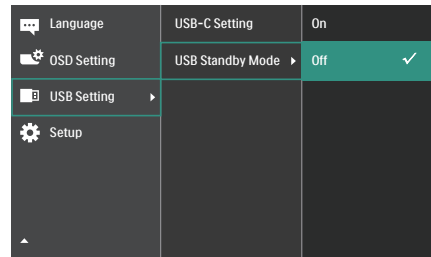 Language
OSD Setting
USB Setting
Setup
USB-C Setting
USB Standby Mode
On
Off